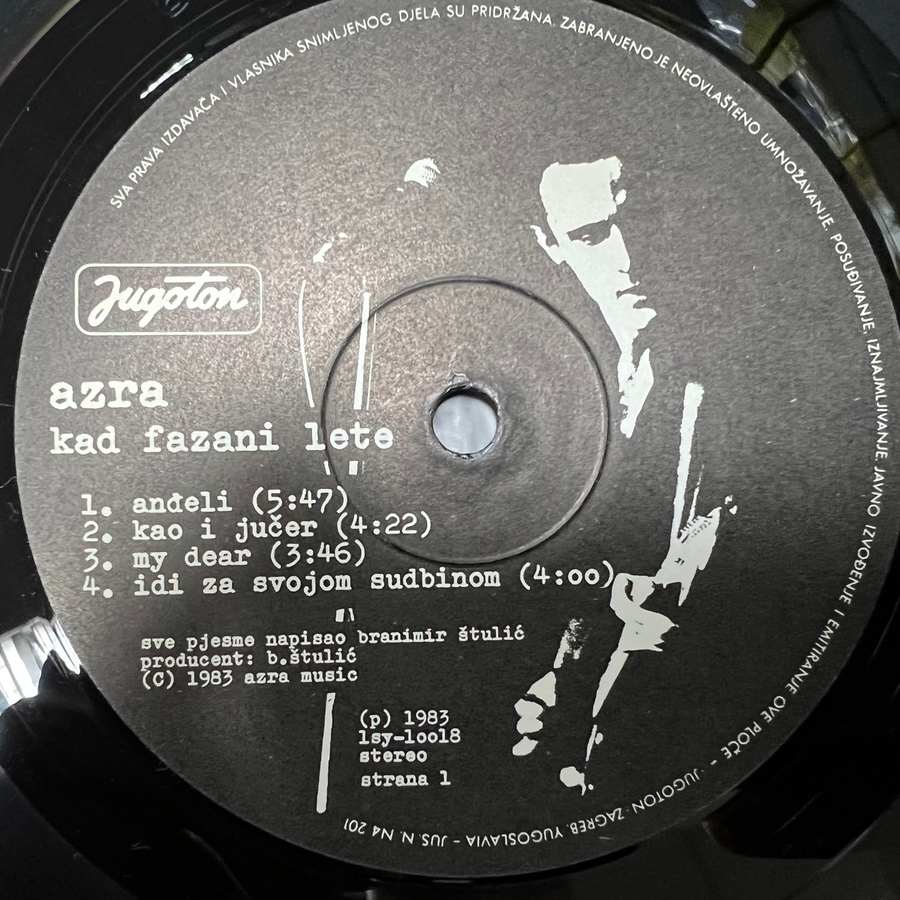 SVA PRAVA IZDAVAČA I VLASNIKA SNIMLJENOG DJELA SU PRIDRŽANA. ZABRANJENO JE NEOVLAŠTENO UMNOŽAVANJE, POSUĐIVANJE, IZNAJMLJIVANJE, JAVNO IZVOĐENJE I EMITIRANJE OVE PLOČE - JUGOTON. ZAGREB. YUGOSLAVIA - JUS. N. N4 201
Jugoton
azra
kad fazani lete
1. anđeli (5:47)
2. kao i jučer (4:22)
3. my dear (3:46)
4. idi za svojom sudbinom (4:oo)
sve pjesme napisao branimir štulić
producent: b.štulić
(C) 1983 azra music
(p) 1983
lsy-lool8
stereo
strana l